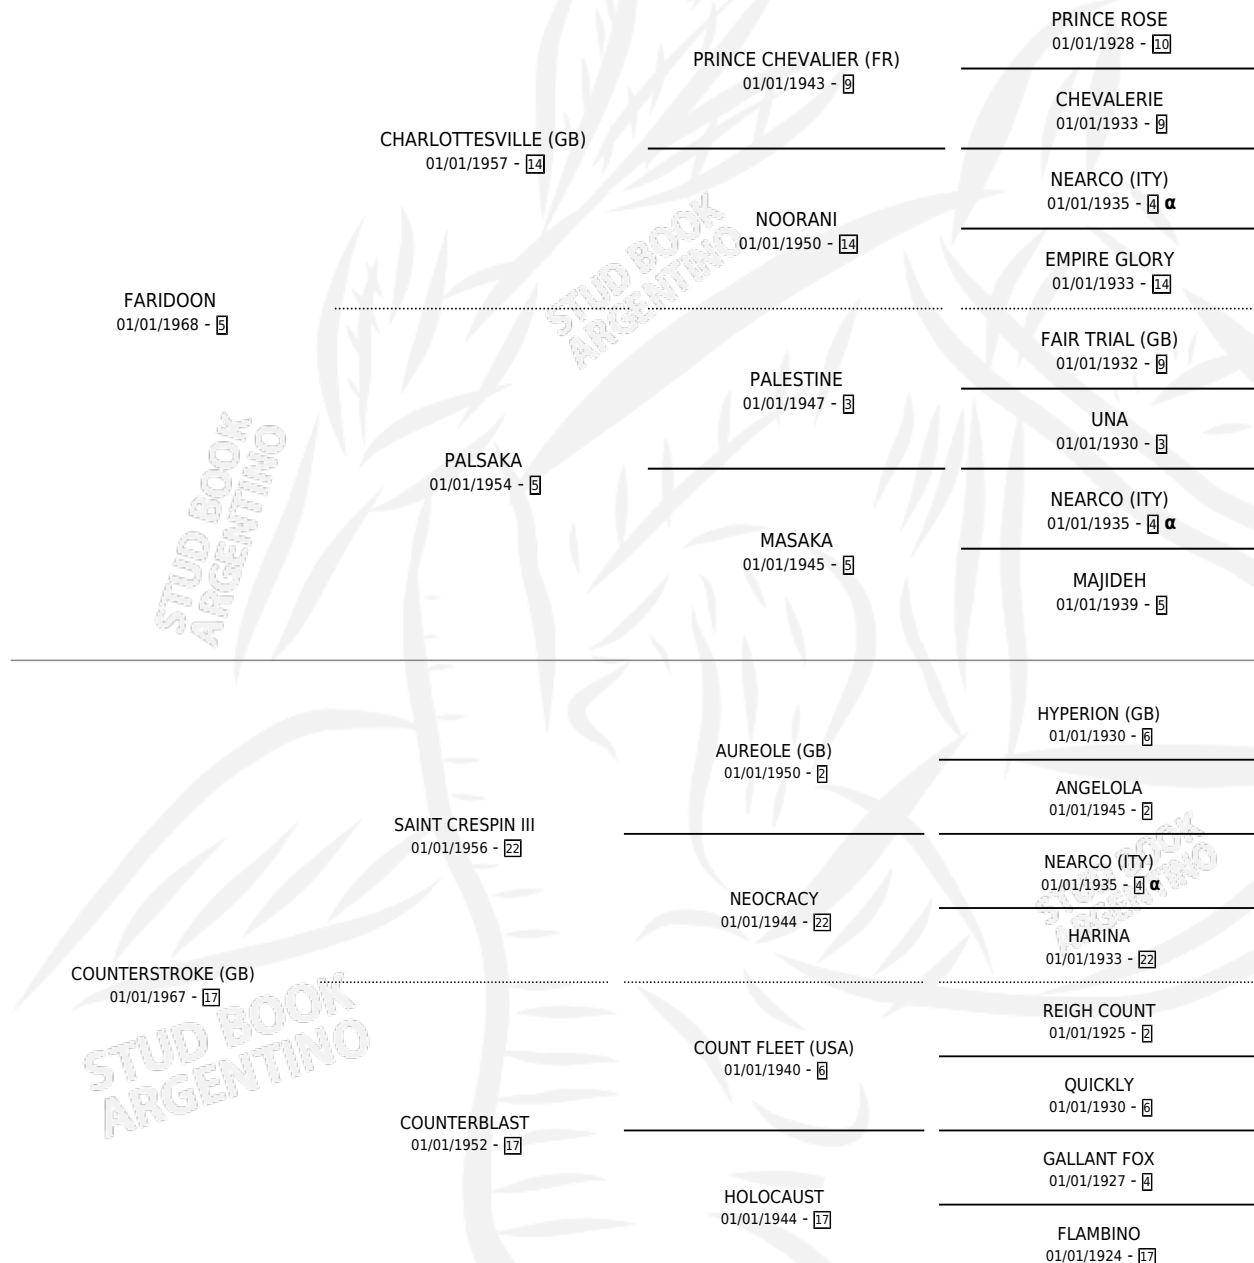 PRINCE ROSE
01/01/1928 - 10
PRINCE CHEVALIER (FR)
01/01/1943 - 9
CHEVALERIE
01/01/1933 - 9
CHARLOTTESVILLE (GB)
01/01/1957 - 14
NEARCO (ITY)
01/01/1935 - 4 α
NOORANI
01/01/1950 - 14
EMPIRE GLORY
01/01/1933 - 14
STUD BOOK
ARGENTINO
FARIDOON
01/01/1968 - 5
FAIR TRIAL (GB)
01/01/1932 - 9
PALESTINE
01/01/1947 - 3
UNA
01/01/1930 - 3
PALSAKA
01/01/1954 - 5
NEARCO (ITY)
01/01/1935 - 4 α
MASAKA
01/01/1945 - 5
MAJIDEH
01/01/1939 - 5
STUD BOOK
ARGENTINO
HYPERION (GB)
01/01/1930 - 6
AUREOLE (GB)
01/01/1950 - 2
ANGELOLA
01/01/1945 - 2
SAINT CRESPIN III
01/01/1956 - 22
NEARCO (ITY)
01/01/1935 - 4 α
STUD BOOK
ARGENTINO
NEOCRACY
01/01/1944 - 22
HARINA
01/01/1933 - 22
COUNTERSTROKE (GB)
01/01/1967 - 17
STUD BOOK
ARGENTINO
REIGH COUNT
01/01/1925 - 2
COUNT FLEET (USA)
01/01/1940 - 6
QUICKLY
01/01/1930 - 6
COUNTERBLAST
01/01/1952 - 17
GALLANT FOX
01/01/1927 - 4
HOLOCAUST
01/01/1944 - 17
FLAMBINO
01/01/1924 - 17